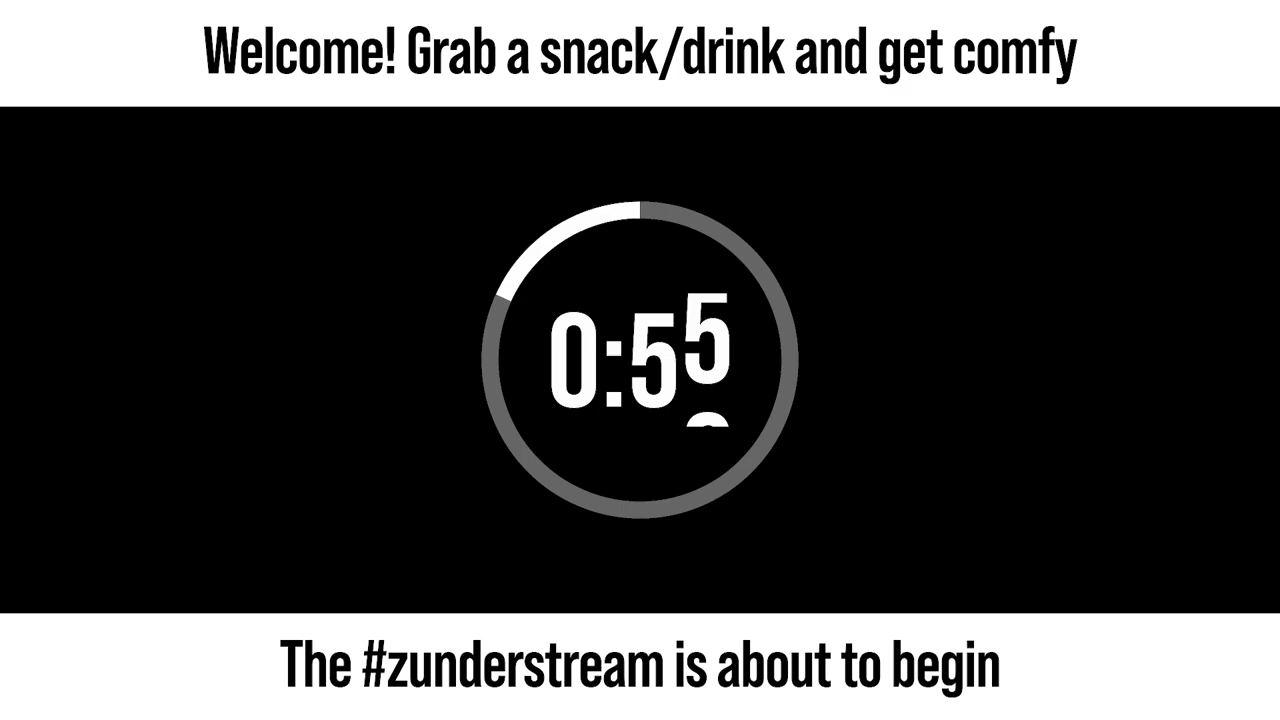 Welcome! Grab a snack/drink and get comfy
0:55
The #zunderstream is about to begin